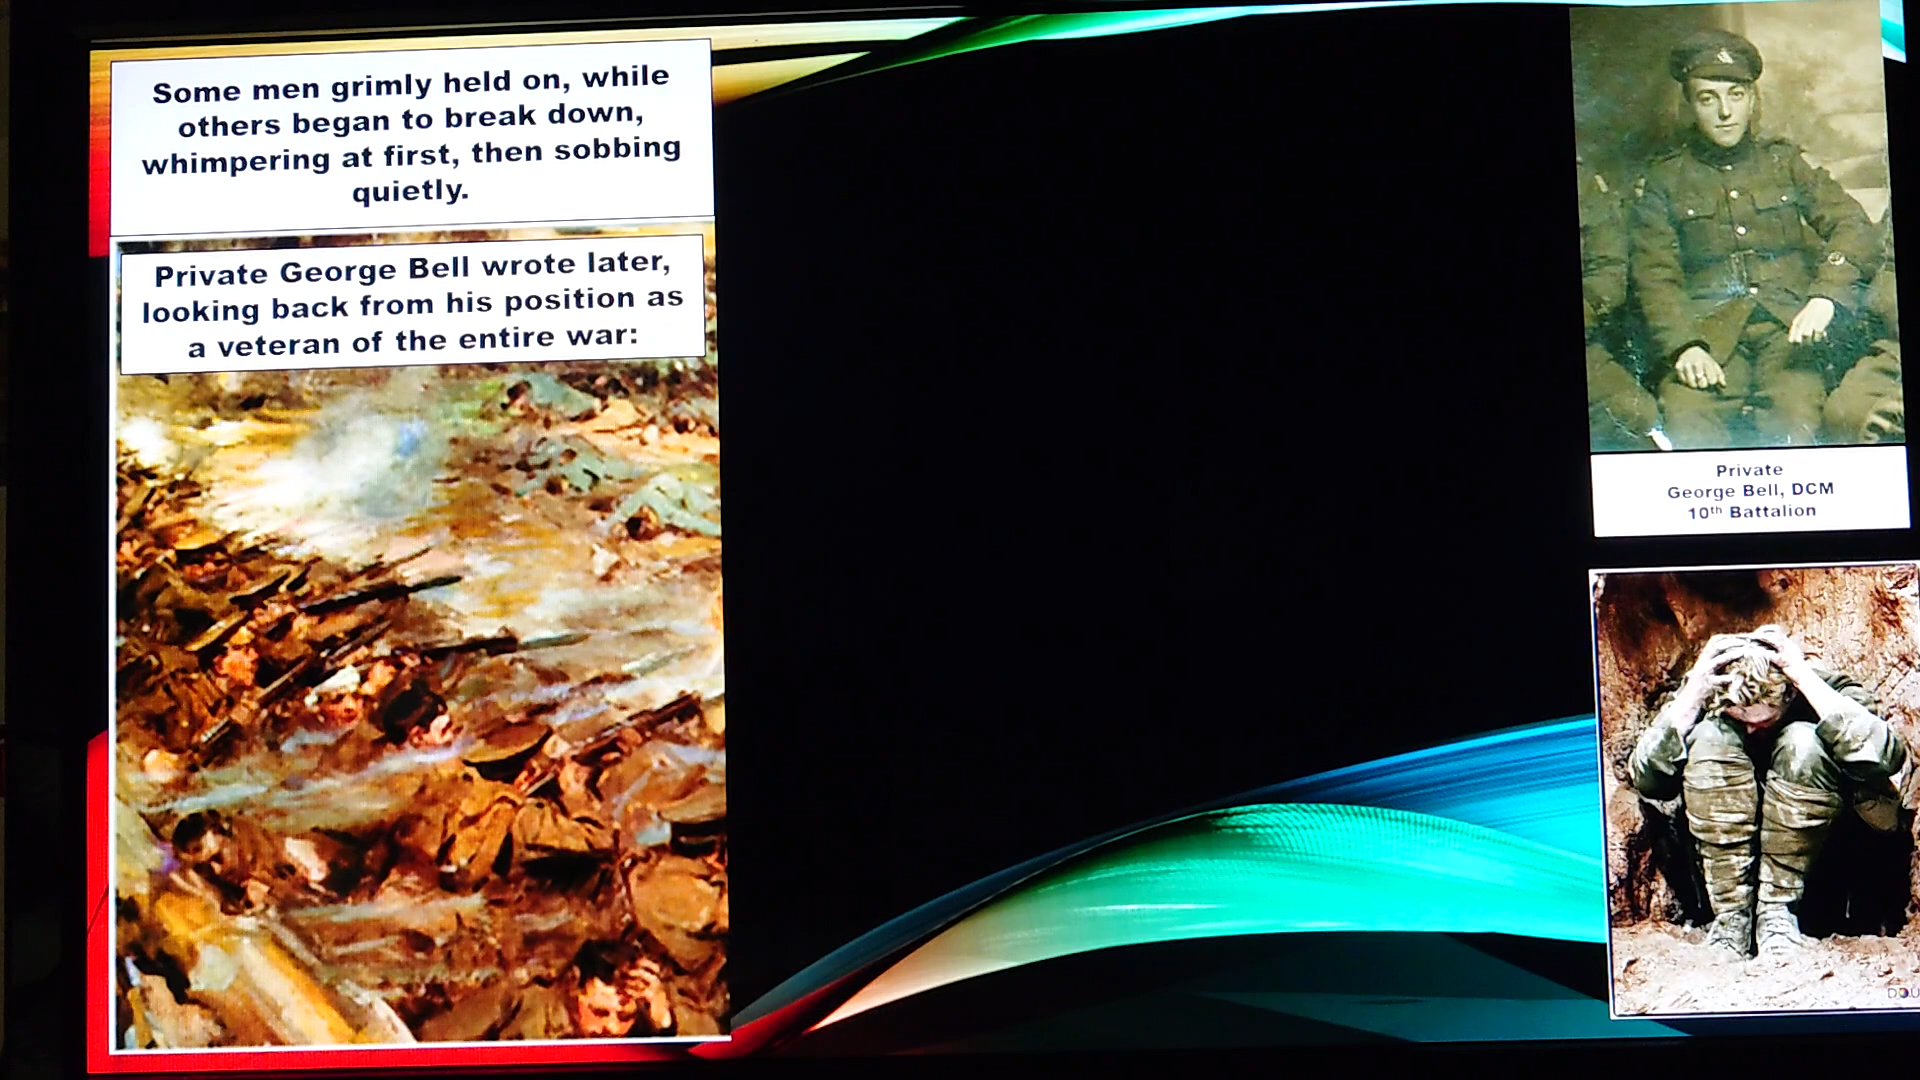 Some men grimly held on, while
others began to break down,
whimpering at first, then sobbing
quietly.
Private George Bell wrote later,
looking back from his position as
a veteran of the entire war:
Private
George Bell, DCM
10th Battalion